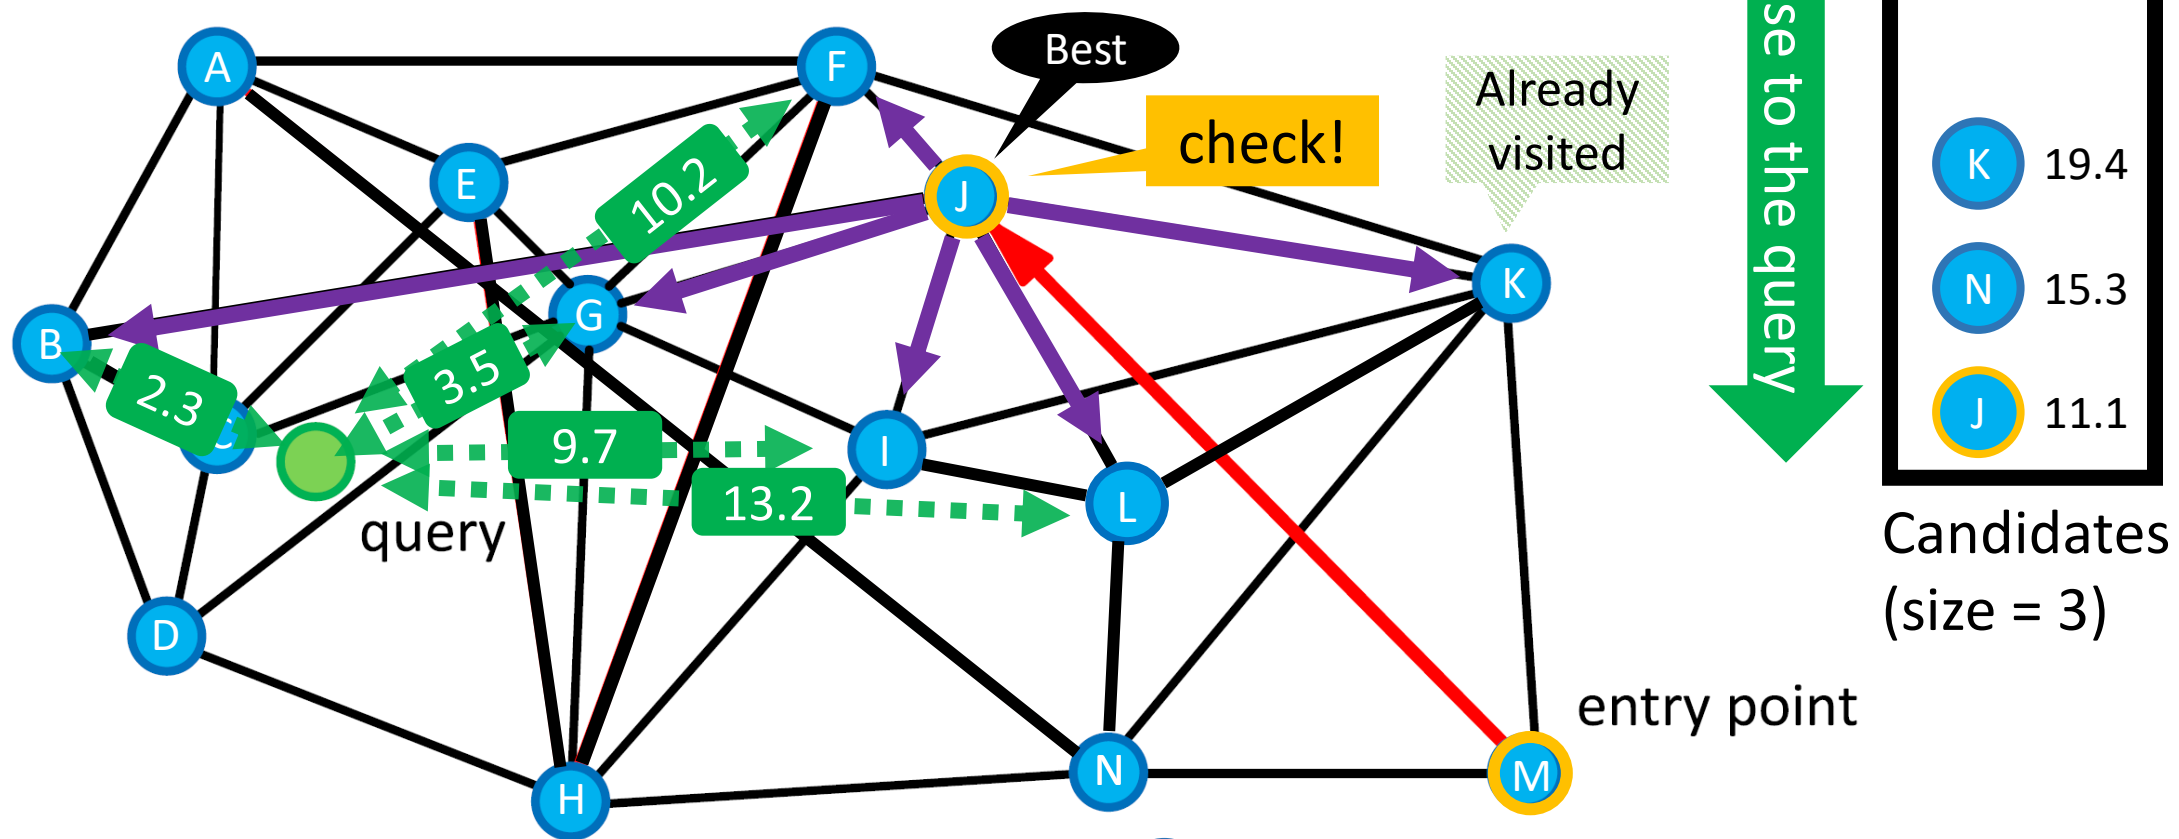 A
F
Best
check!
Already
visited
E
J
10.2
K
G
B
3.5
2.3
C
9.7
I
13.2
L
query
D
H
N
M
entry point
se to the query
K 19.4
N 15.3
J 11.1
Candidates
(size = 3)